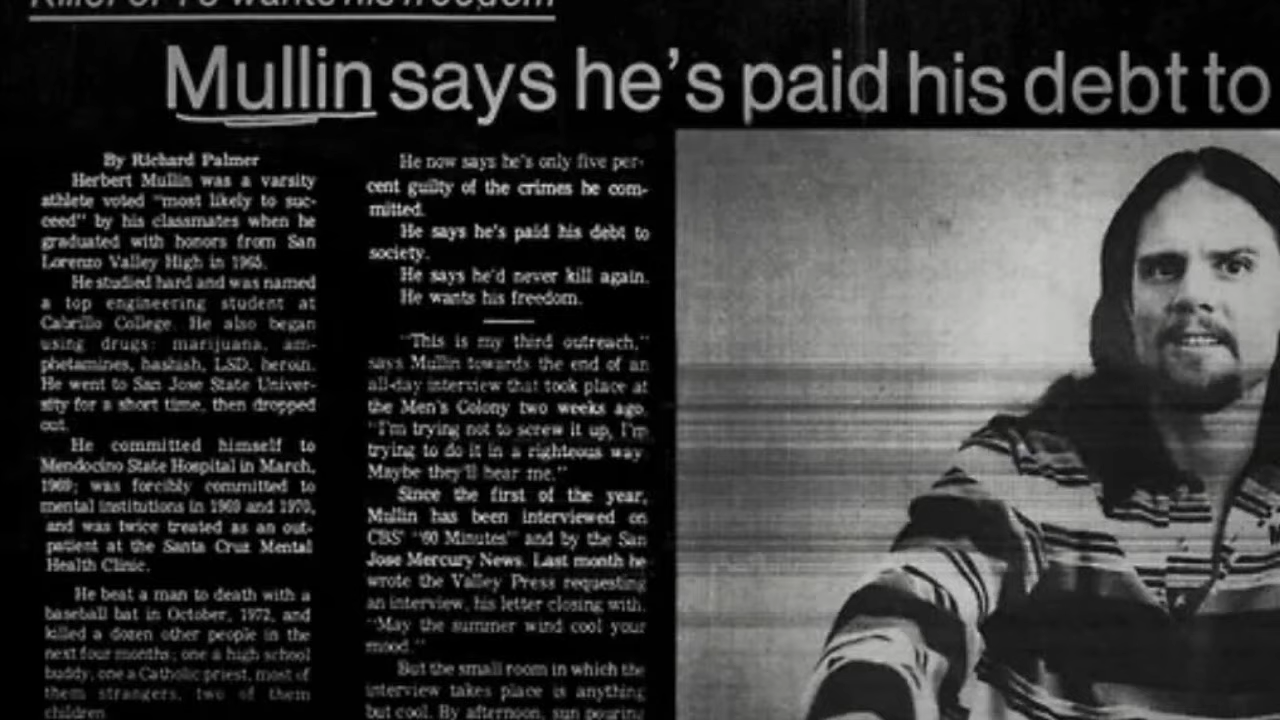 Killer of 13 wants his freedom
Mullin says he's paid his debt to
By Richard Palmer
Herbert Mullin was a varsity
athlete voted "most likely to suc-
ceed" by his classmates when he
graduated with honors from San
Lorenzo Valley High in 1965.
He studied hard and was named
a top engineering student at
Cabrillo College. He also began
using drugs: marijuana, am-
phetamines, hashish, LSD, heroin.
He went to San Jose State Univer-
sity for a short time, then dropped
out.
He committed himself to
Mendocino State Hospital in March,
1969; was forcibly committed to
mental institutions in 1969 and 1970,
and was twice treated as an out-
patient at the Santa Cruz Mental
Health Clinic.
He beat a man to death with a
baseball bat in October, 1972, and
killed a dozen other people in the
next four months; one a high school
buddy, one a Catholic priest, most of
them strangers, two of them
children
He now says he's only five per-
cent guilty of the crimes he com-
mitted.
He says he's paid his debt to
society.
He says he'd never kill again.
He wants his freedom.
"This is my third outreach,"
says Mullin towards the end of an
all-day interview that took place at
the Men's Colony two weeks ago.
"I'm trying not to screw it up, I'm
trying to do it in a righteous way.
Maybe they'll hear me."
Since the first of the year,
Mullin has been interviewed on
CBS' "60 Minutes" and by the San
Jose Mercury News. Last month he
wrote the Valley Press requesting
an interview, his letter closing with,
"May the summer wind cool your
mood."
But the small room in which the
interview takes place is anything
but cool. By afternoon, sun pouring